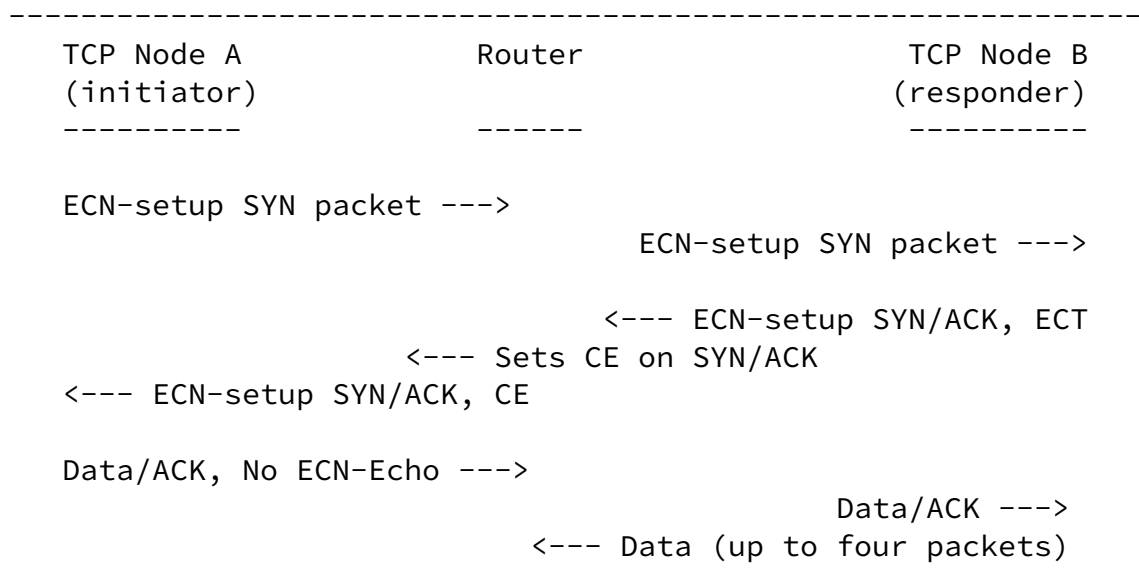 ---------------------------------------------------------------
TCP Node A             Router                  TCP Node B
(initiator)                                   (responder)
----------             ------                  ----------
ECN-setup SYN packet --->
ECN-setup SYN packet --->
<--- ECN-setup SYN/ACK, ECT
<--- Sets CE on SYN/ACK
<--- ECN-setup SYN/ACK, CE
Data/ACK, No ECN-Echo --->
Data/ACK --->
<--- Data (up to four packets)